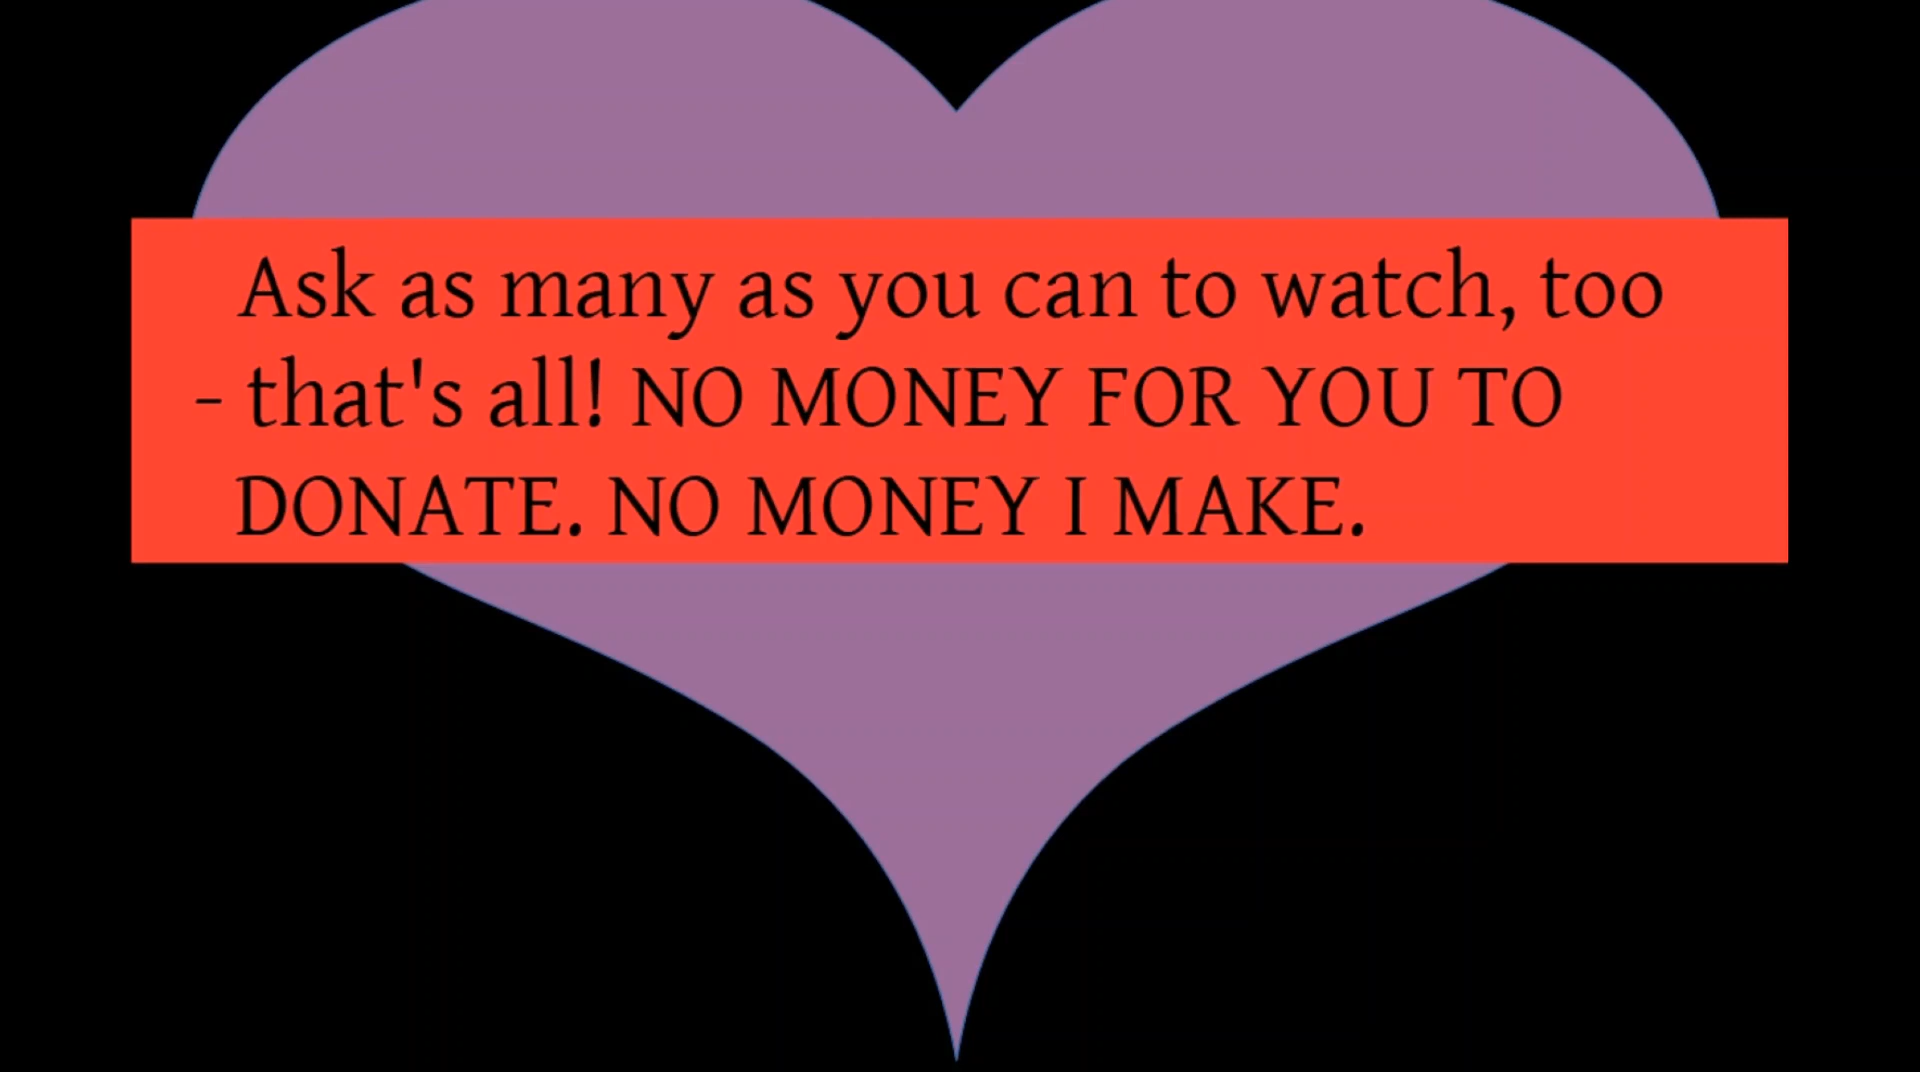 Ask as many as you can to watch, too
- that's all! NO MONEY FOR YOU TO
DONATE. NO MONEY I MAKE.